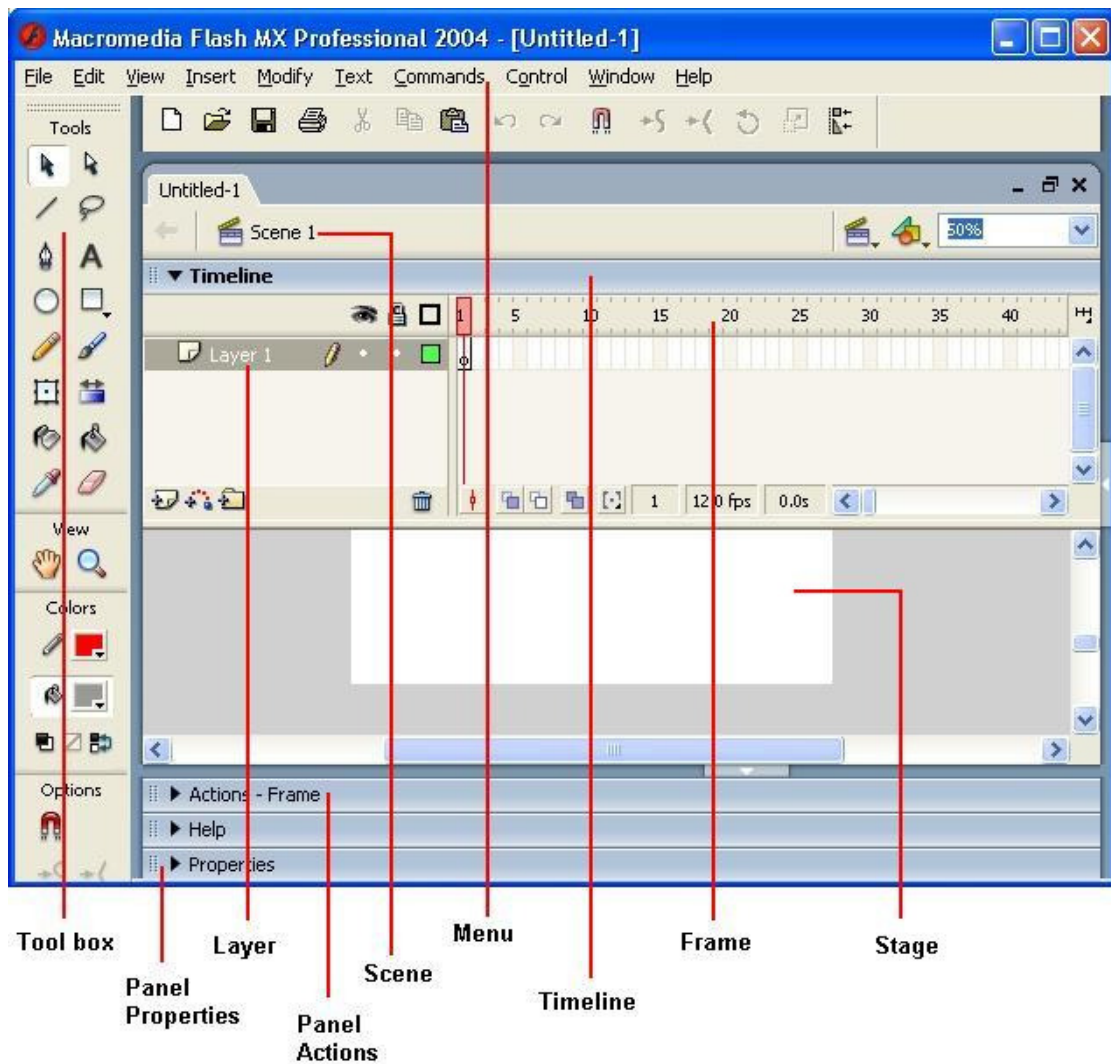 Macromedia Flash MX Professional 2004 - [Untitled-1]
File Edit View Insert Modify Text Commands Control Window Help
Tools
Untitled-1
Scene 1
50%
Timeline
1 5 10 15 20 25 30 35 40
Layer 1
1 12.0 fps 0.0s
View
Colors
Options
Actions - Frame
Help
Properties
Tool box
Layer
Menu
Frame
Stage
Scene
Panel
Properties
Timeline
Panel
Actions